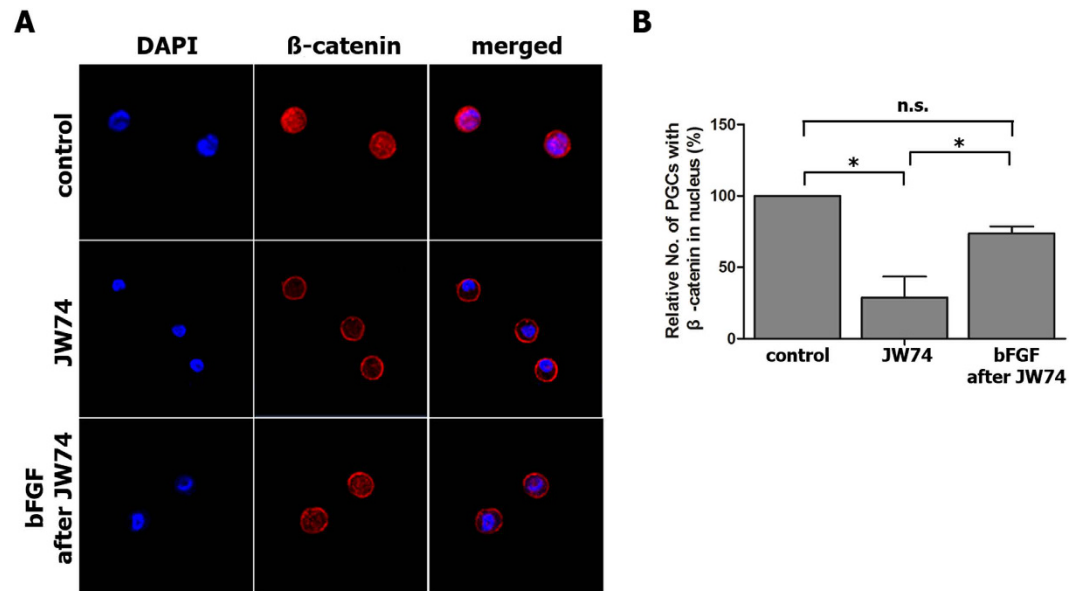 A
DAPI
ß-catenin
merged
control
JW74
bFGF
after JW74
B
n.s.
*
*
Relative No. of PGCs with
β -catenin in nucleus (%)
150
100
50
0
control
JW74
bFGF
after JW74